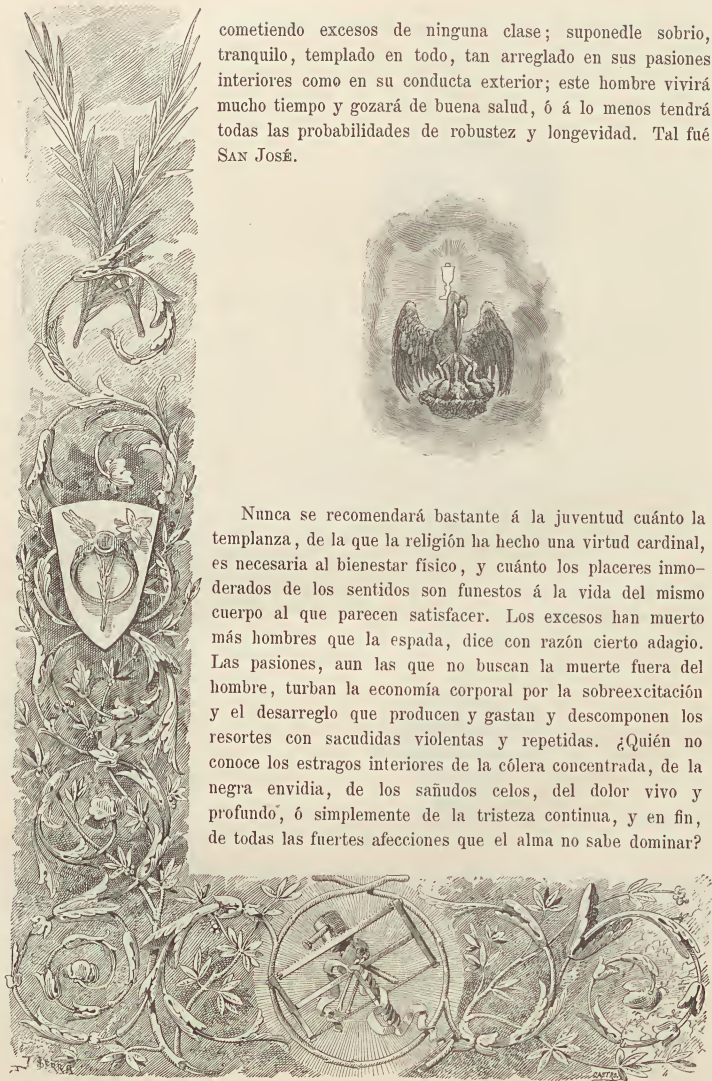 cometiendo excesos de ninguna clase; suponedle sobrio,
tranquilo, templado en todo, tan arreglado en sus pasiones
interiores como en su conducta exterior; este hombre vivirá
mucho tiempo y gozará de buena salud, ó á lo menos tendrá
todas las probabilidades de robustez y longevidad. Tal fué
SAN JOSÉ.
Nunca se recomendará bastante á la juventud cuánto la
templanza, de la que la religión ha hecho una virtud cardinal,
es necesaria al bienestar físico, y cuánto los placeres inmo-
derados de los sentidos son funestos á la vida del mismo
cuerpo al que parecen satisfacer. Los excesos han muerto
más hombres que la espada, dice con razón cierto adagio.
Las pasiones, aun las que no buscan la muerte fuera del
hombre, turban la economía corporal por la sobreexcitación
y el desarreglo que producen y gastan y descomponen los
resortes con sacudidas violentas y repetidas. ¿Quién no
conoce los estragos interiores de la cólera concentrada, de la
negra envidia, de los sañudos celos, del dolor vivo y
profundo, ó simplemente de la tristeza continua, y en fin,
de todas las fuertes afecciones que el alma no sabe dominar?